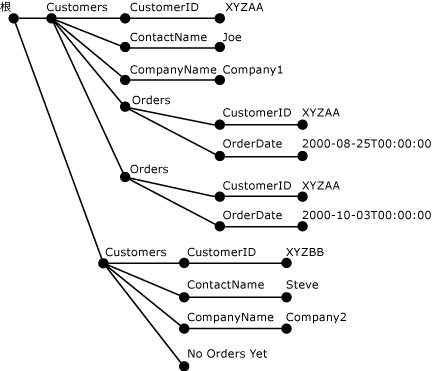 根 Customers CustomerID XYZAA
ContactName Joe
CompanyName Company1
Orders
CustomerID XYZAA
OrderDate 2000-08-25T00:00:00
Orders
CustomerID XYZAA
OrderDate 2000-10-03T00:00:00
Customers CustomerID XYZBB
ContactName Steve
CompanyName Company2
No Orders Yet